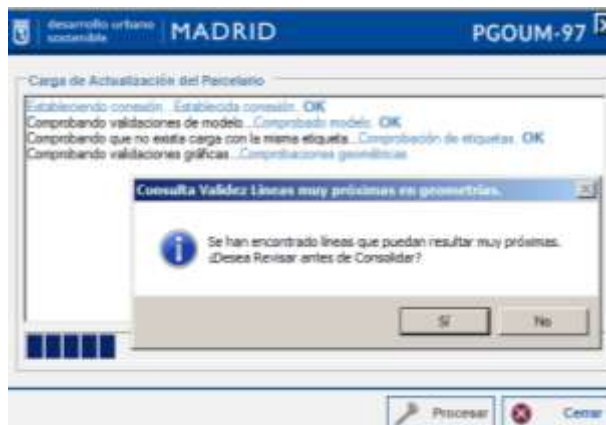 desarrollo urbano
sostenible
MADRID
PGOUM-97
Carga de Actualización del Parcelario
Estableciendo conexión...Establecida conexión. OK
Comprobando validaciones de modelo...Comprobado modelo. OK
Comprobando que no exista carga con la misma etiqueta...Comprobación de etiquetas. OK
Comprobando validaciones gráficas...Comprobaciones geométricas
Consulta Validez Líneas muy próximas en geometrías.
Se han encontrado líneas que puedan resultar muy próximas.
¿Desea Revisar antes de Consolidar?
Sí
No
Procesar
Cerrar